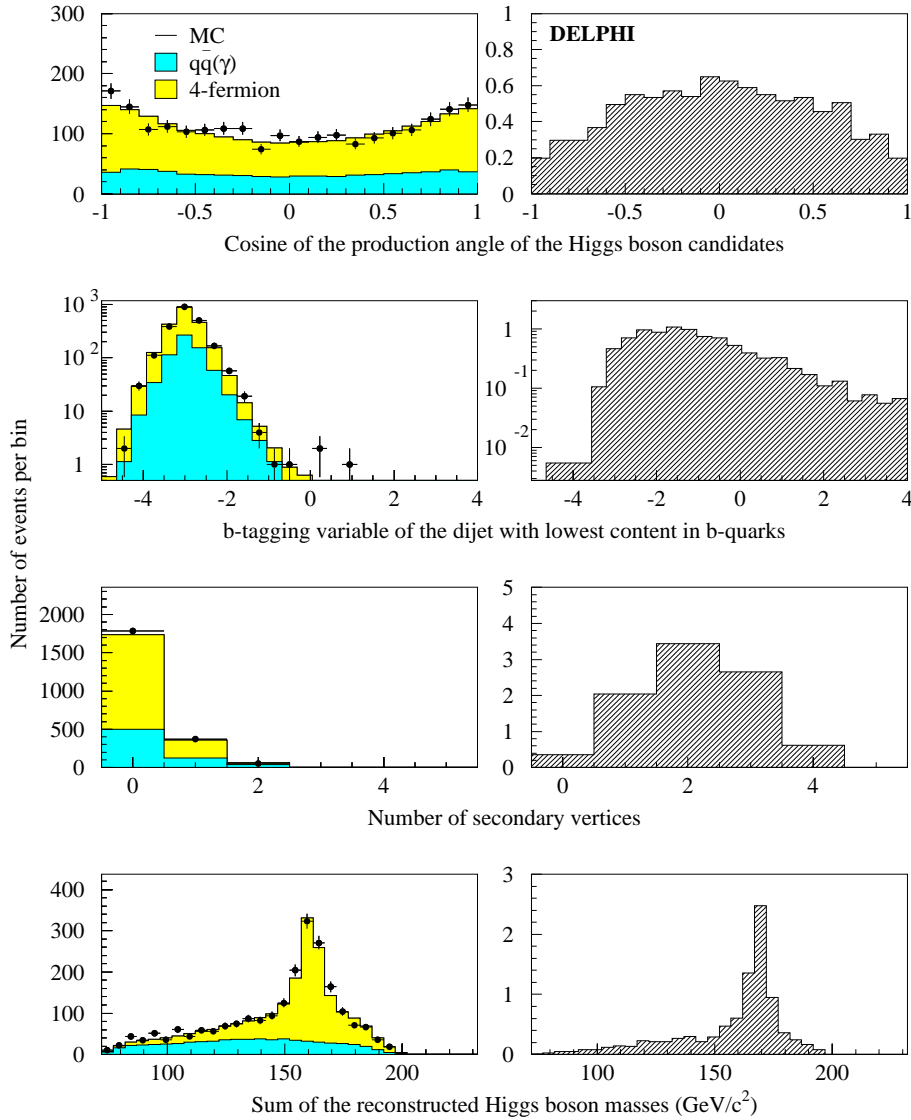 300
200
100
0
MC
qq̄(γ)
4-fermion
-1 -0.5 0 0.5 1
1
0.8
0.6
0.4
0.2
0
DELPHI
-1 -0.5 0 0.5 1
Cosine of the production angle of the Higgs boson candidates
Number of events per bin
10³
10²
10
1
-4 -2 0 2 4
1
10⁻¹
10⁻²
-4 -2 0 2 4
b-tagging variable of the dijet with lowest content in b-quarks
2000
1500
1000
500
0
0 2 4
5
4
3
2
1
0
0 2 4
Number of secondary vertices
400
300
200
100
0
100 150 200
3
2
1
0
100 150 200
Sum of the reconstructed Higgs boson masses (GeV/c²)